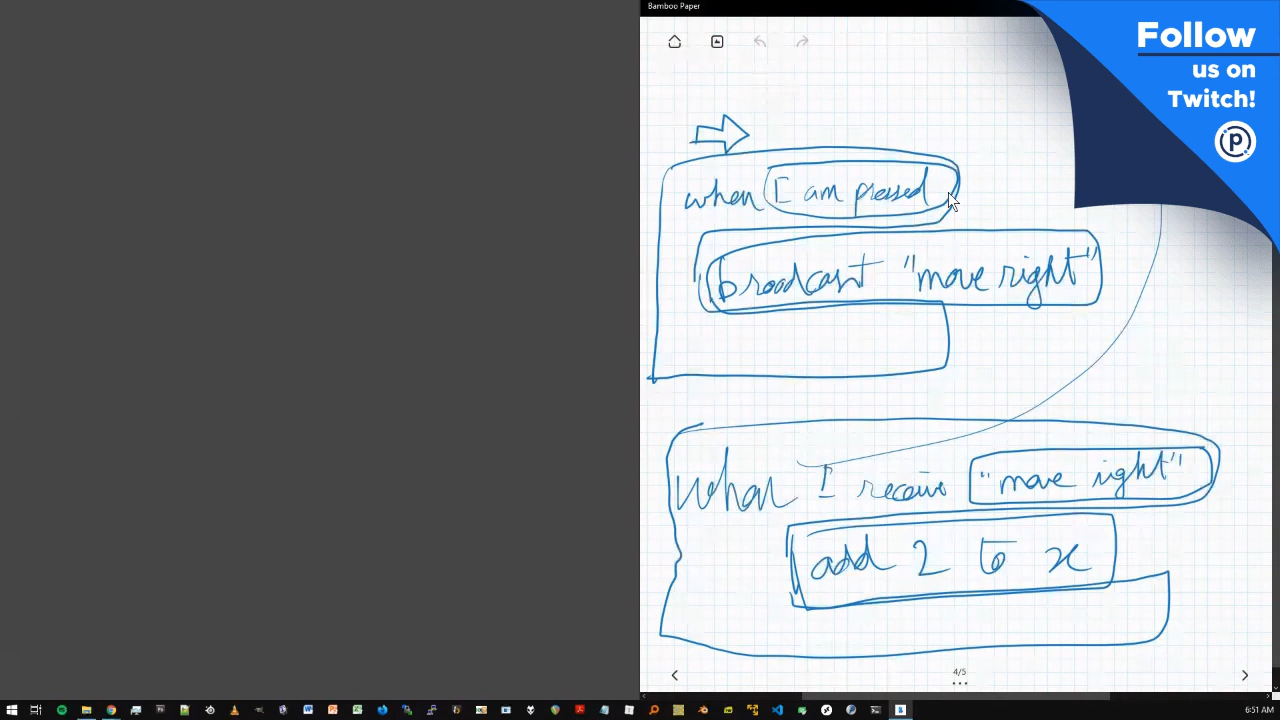 Bamboo Paper
Follow
us on
Twitch!
when I am pressed
broadcast "move right"
when I receive "move right"
add 2 to x
4/5
6:51 AM